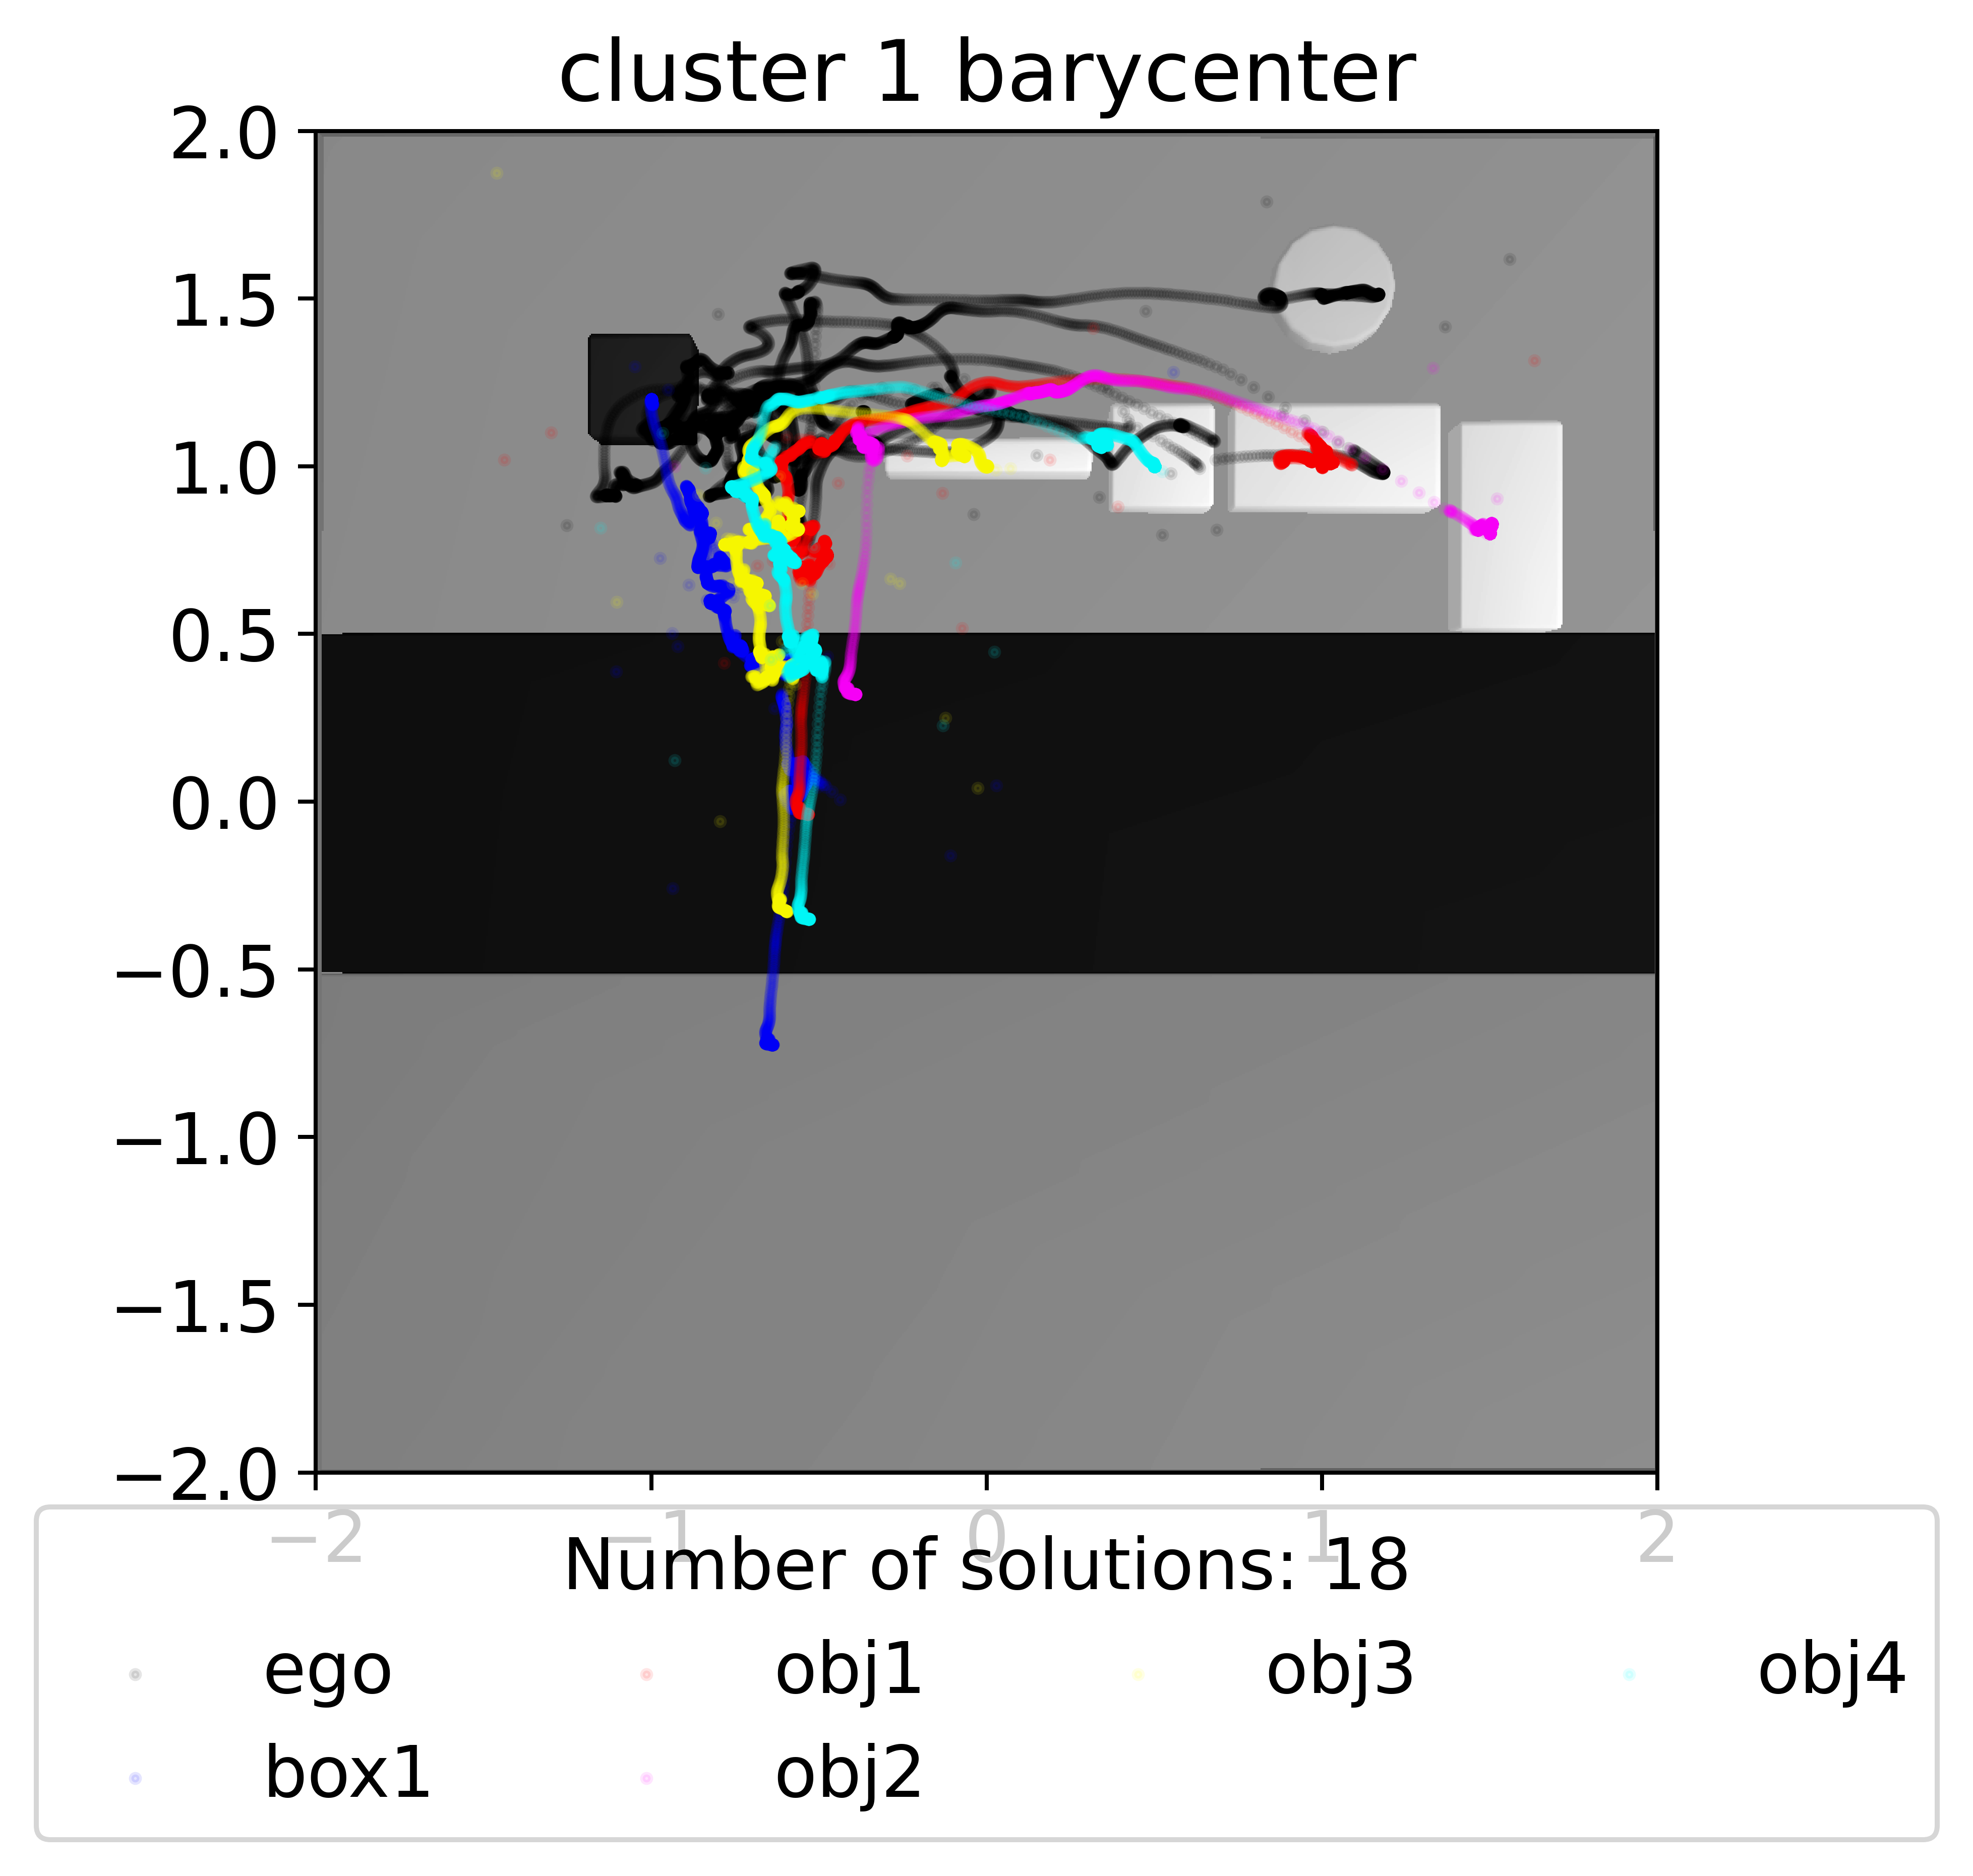 cluster 1 barycenter
2.0
1.5
1.0
0.5
0.0
−0.5
−1.0
−1.5
−2.0
−2 −1 0 1 2
Number of solutions: 18
ego obj1 obj3 obj4
box1 obj2